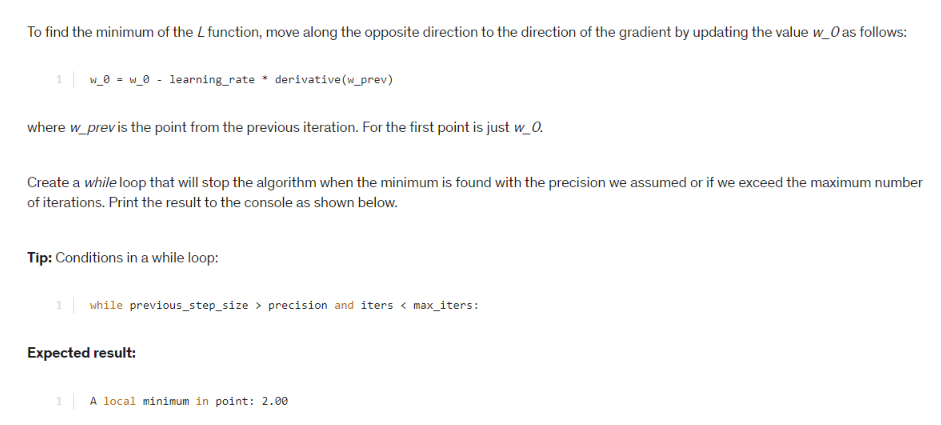 To find the minimum of the L function, move along the opposite direction to the direction of the gradient by updating the value w_0 as follows:
1 w_0 = w_0 - learning_rate * derivative(w_prev)
where w_prev is the point from the previous iteration. For the first point is just w_0.
Create a while loop that will stop the algorithm when the minimum is found with the precision we assumed or if we exceed the maximum number
of iterations. Print the result to the console as shown below.
Tip: Conditions in a while loop:
1 while previous_step_size > precision and iters < max_iters:
Expected result:
1 A local minimum in point: 2.00